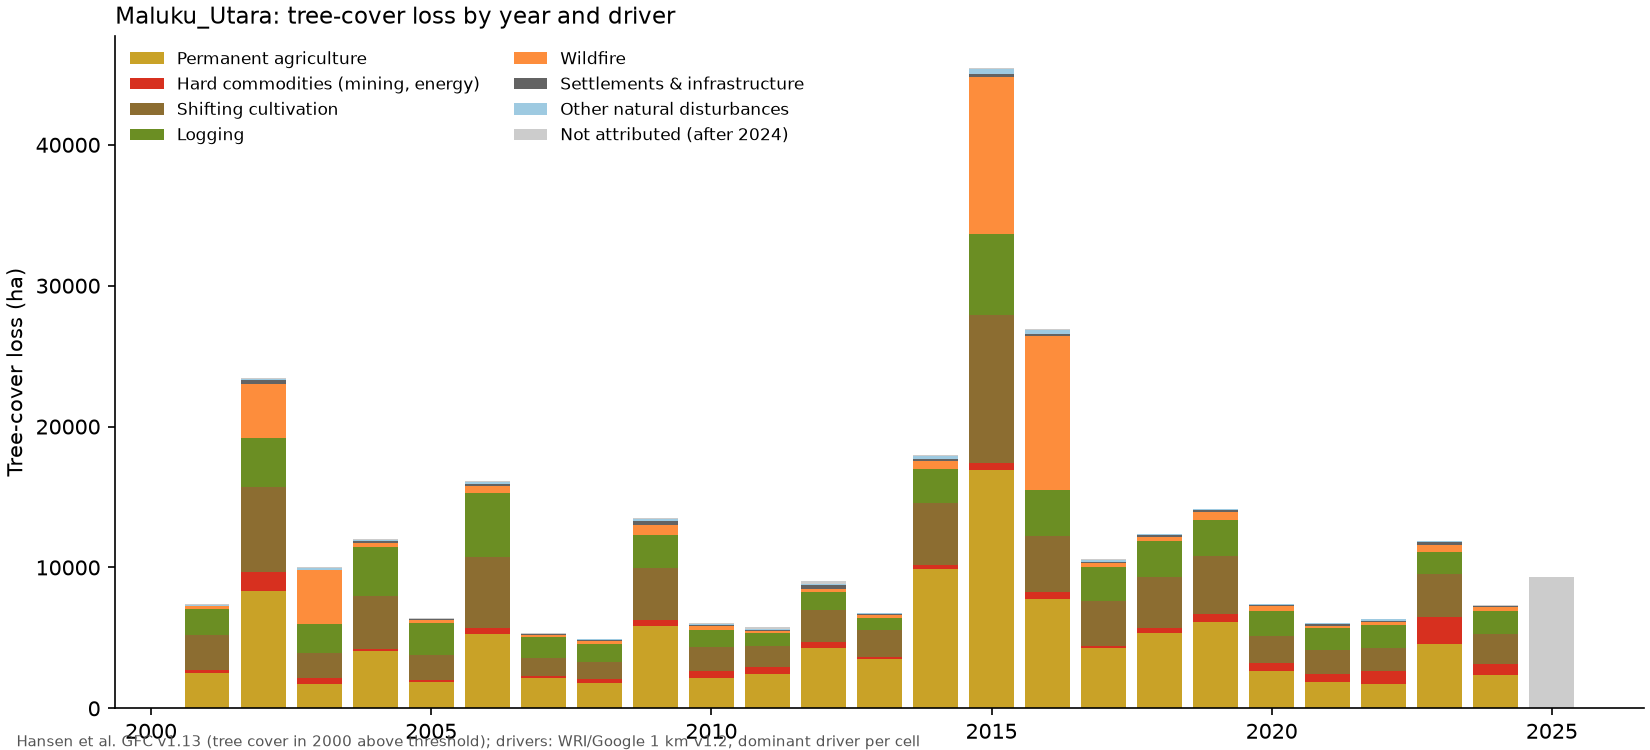 Maluku_Utara: tree-cover loss by year and driver
Permanent agriculture
Hard commodities (mining, energy)
Shifting cultivation
Logging
Wildfire
Settlements & infrastructure
Other natural disturbances
Not attributed (after 2024)
Tree-cover loss (ha)
40000
30000
20000
10000
0
2000
2005
2010
2015
2020
2025
Hansen et al. GFC v1.13 (tree cover in 2000 above threshold); drivers: WRI/Google 1 km v1.2, dominant driver per cell